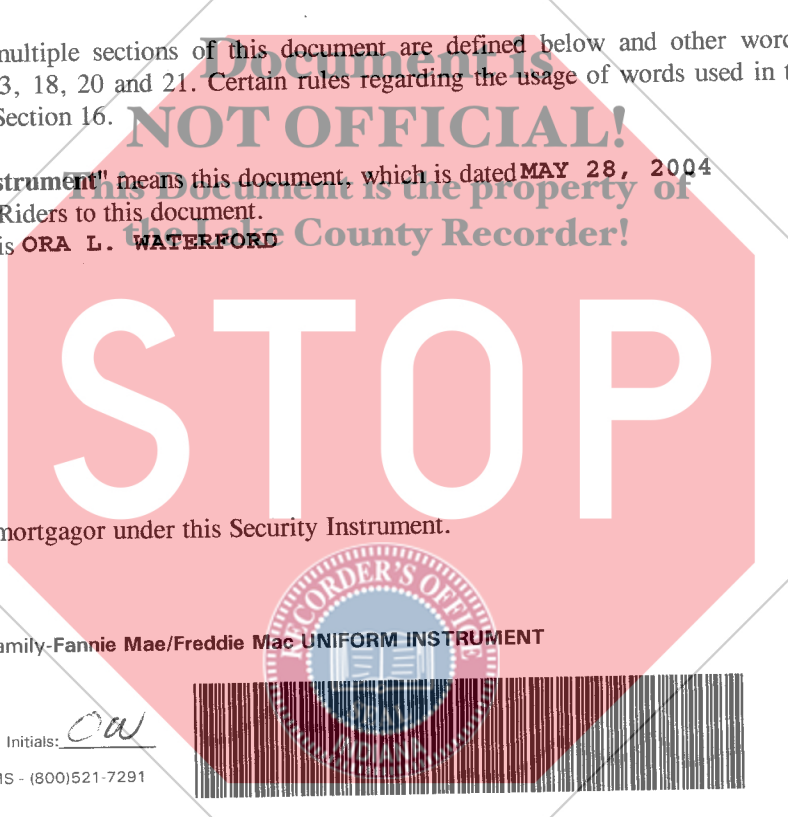 multiple sections of this document are defined below and other word
3, 18, 20 and 21. Certain rules regarding the usage of words used in t
Section 16.
Document is
NOT OFFICIAL!
This Document is the property of
the Lake County Recorder!
strument" means this document, which is dated MAY 28, 2004
Riders to this document.
is ORA L. WATERFORD
STOP
mortgagor under this Security Instrument.
RECORDER'S OFFICE
SEAL
INDIANA
amily-Fannie Mae/Freddie Mac UNIFORM INSTRUMENT
Initials: OW
MS - (800)521-7291